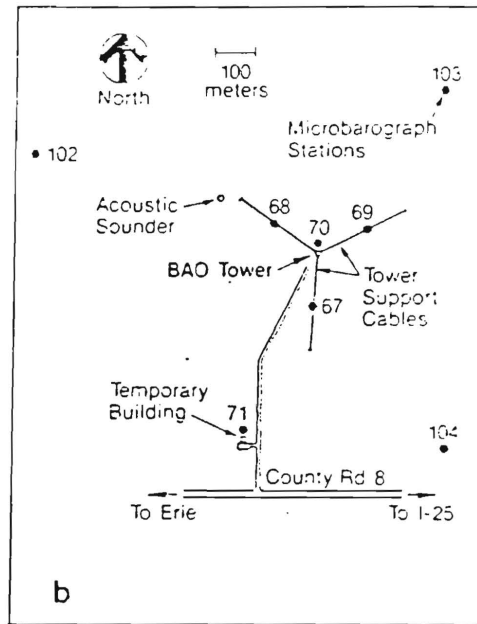 North
100
meters
103
Microbarograph
Stations
102
Acoustic
Sounder
68
70
69
BAO Tower
Tower
Support
Cables
67
Temporary
Building
71
104
County Rd 8
To Erie
To I-25
b